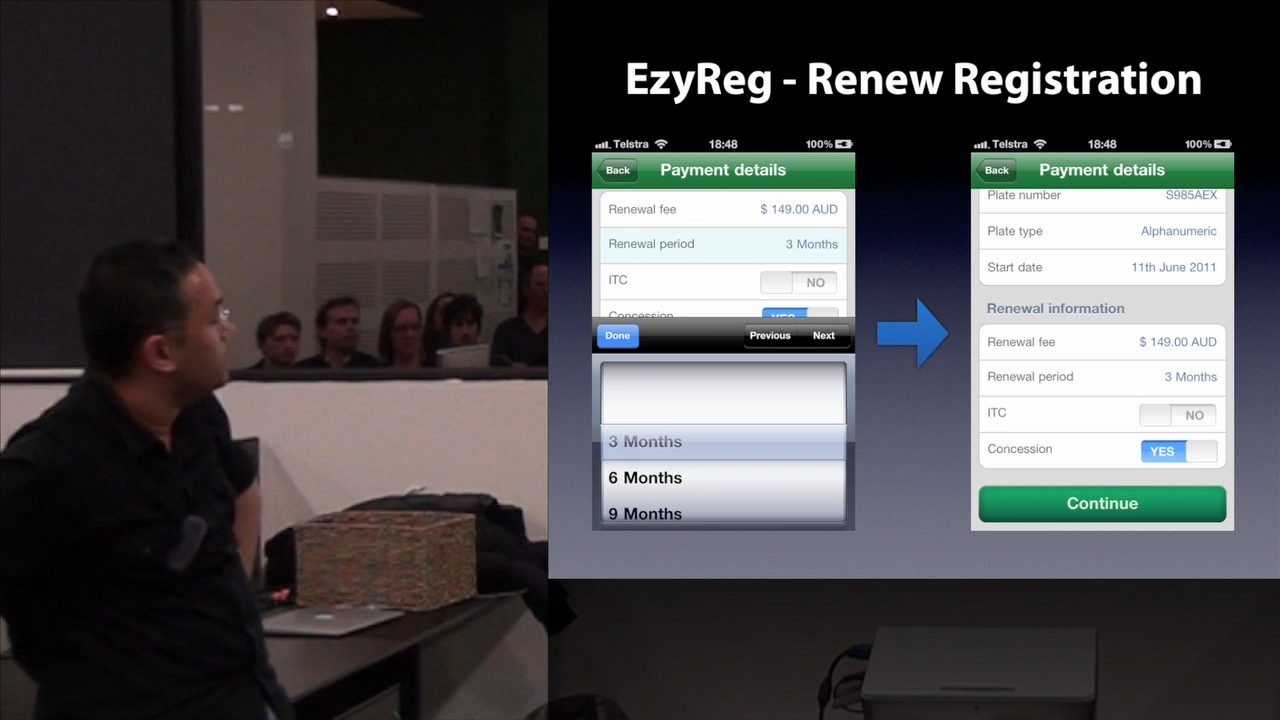 EzyReg - Renew Registration
Telstra 18:48 100%
Back Payment details
Renewal fee $ 149.00 AUD
Renewal period 3 Months
ITC NO
Concession YES
Done Previous Next
3 Months
6 Months
9 Months
Telstra 18:48 100%
Back Payment details
Plate number S985AEX
Plate type Alphanumeric
Start date 11th June 2011
Renewal information
Renewal fee $ 149.00 AUD
Renewal period 3 Months
ITC NO
Concession YES
Continue